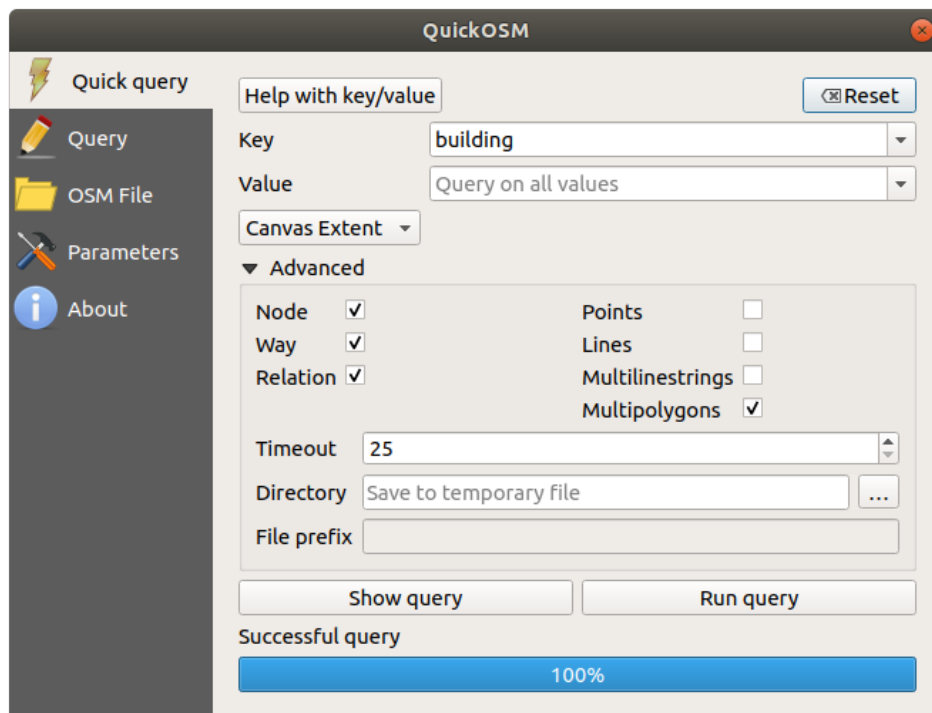 QuickOSM
Quick query
Query
OSM File
Parameters
About
Help with key/value
Reset
Key building
Value Query on all values
Canvas Extent
Advanced
Node Points
Way Lines
Relation Multilinestrings
Multipolygons
Timeout 25
Directory Save to temporary file ...
File prefix
Show query Run query
Successful query
100%